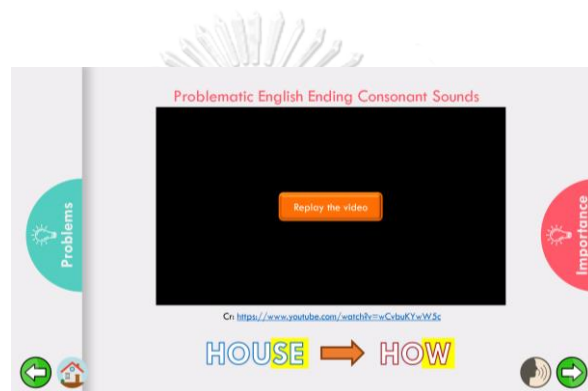 Problematic English Ending Consonant Sounds
Problems
Replay the video
Importance
Cr: https://www.youtube.com/watch?v=wCvbuKYwW5c
HOUSE HOW